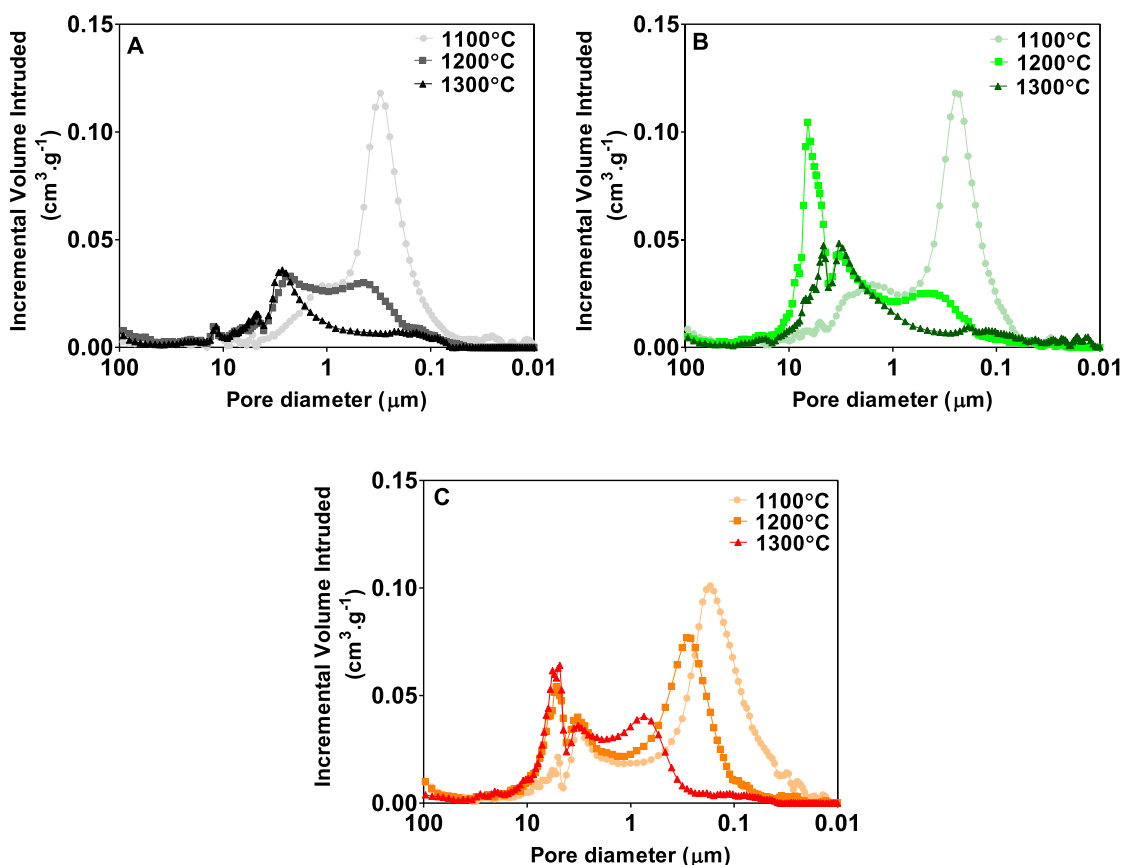 A
1100°C
1200°C
1300°C
0.15
0.10
0.05
0.00
Incremental Volume Intruded
(cm³.g⁻¹)
100
10
1
0.1
0.01
Pore diameter (μm)
B
1100°C
1200°C
1300°C
0.15
0.10
0.05
0.00
Incremental Volume Intruded
(cm³.g⁻¹)
100
10
1
0.1
0.01
Pore diameter (μm)
C
1100°C
1200°C
1300°C
0.15
0.10
0.05
0.00
Incremental Volume Intruded
(cm³.g⁻¹)
100
10
1
0.1
0.01
Pore diameter (μm)